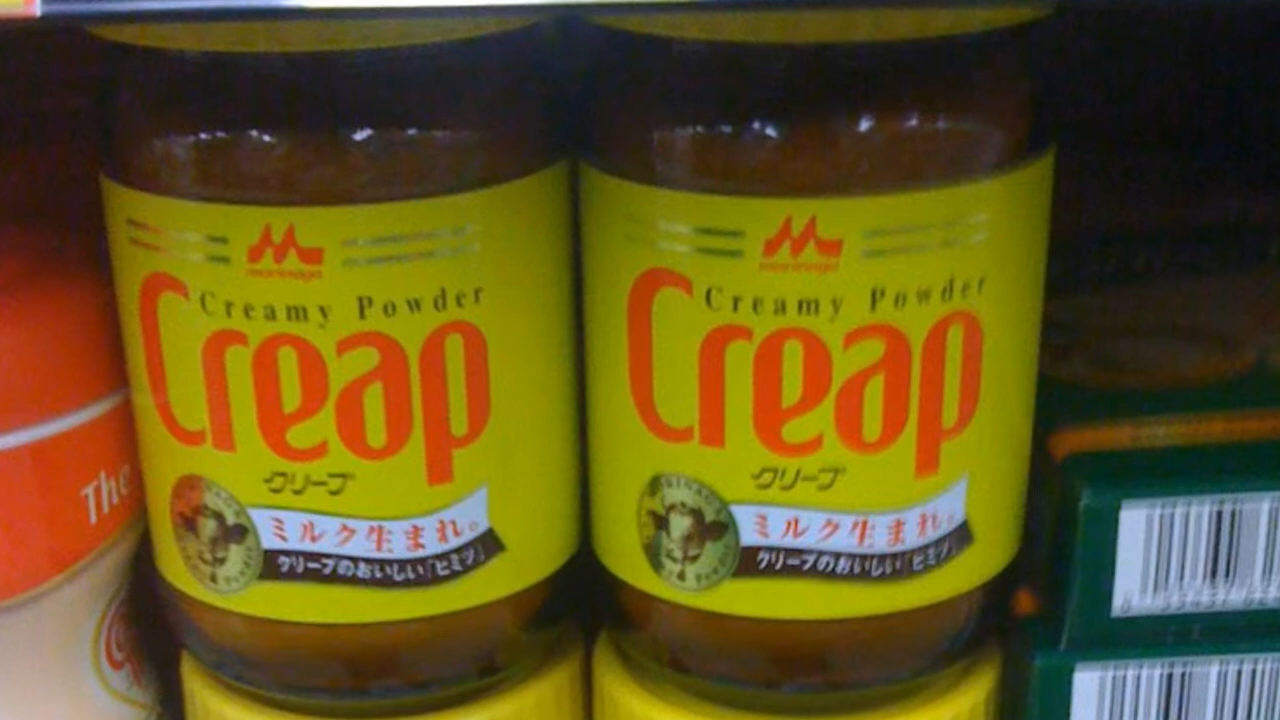 morinaga
Creamy Powder
Creap
クリープ
ミルク生まれ。
クリープのおいしい「ヒミツ」
morinaga
Creamy Powder
Creap
クリープ
ミルク生まれ。
クリープのおいしい「ヒミツ」
The